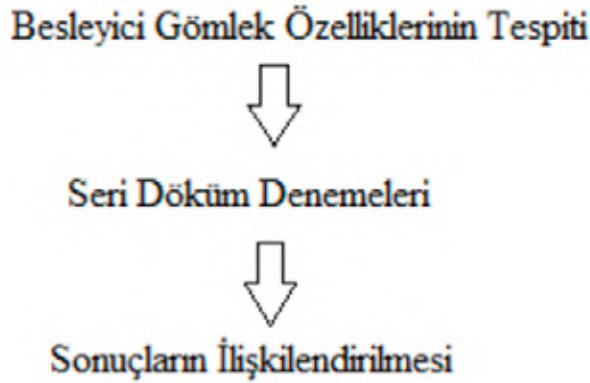 Besleyici Gömlek Özelliklerinin Tespiti
Seri Döküm Denemeleri
Sonuçların İlişkilendirilmesi